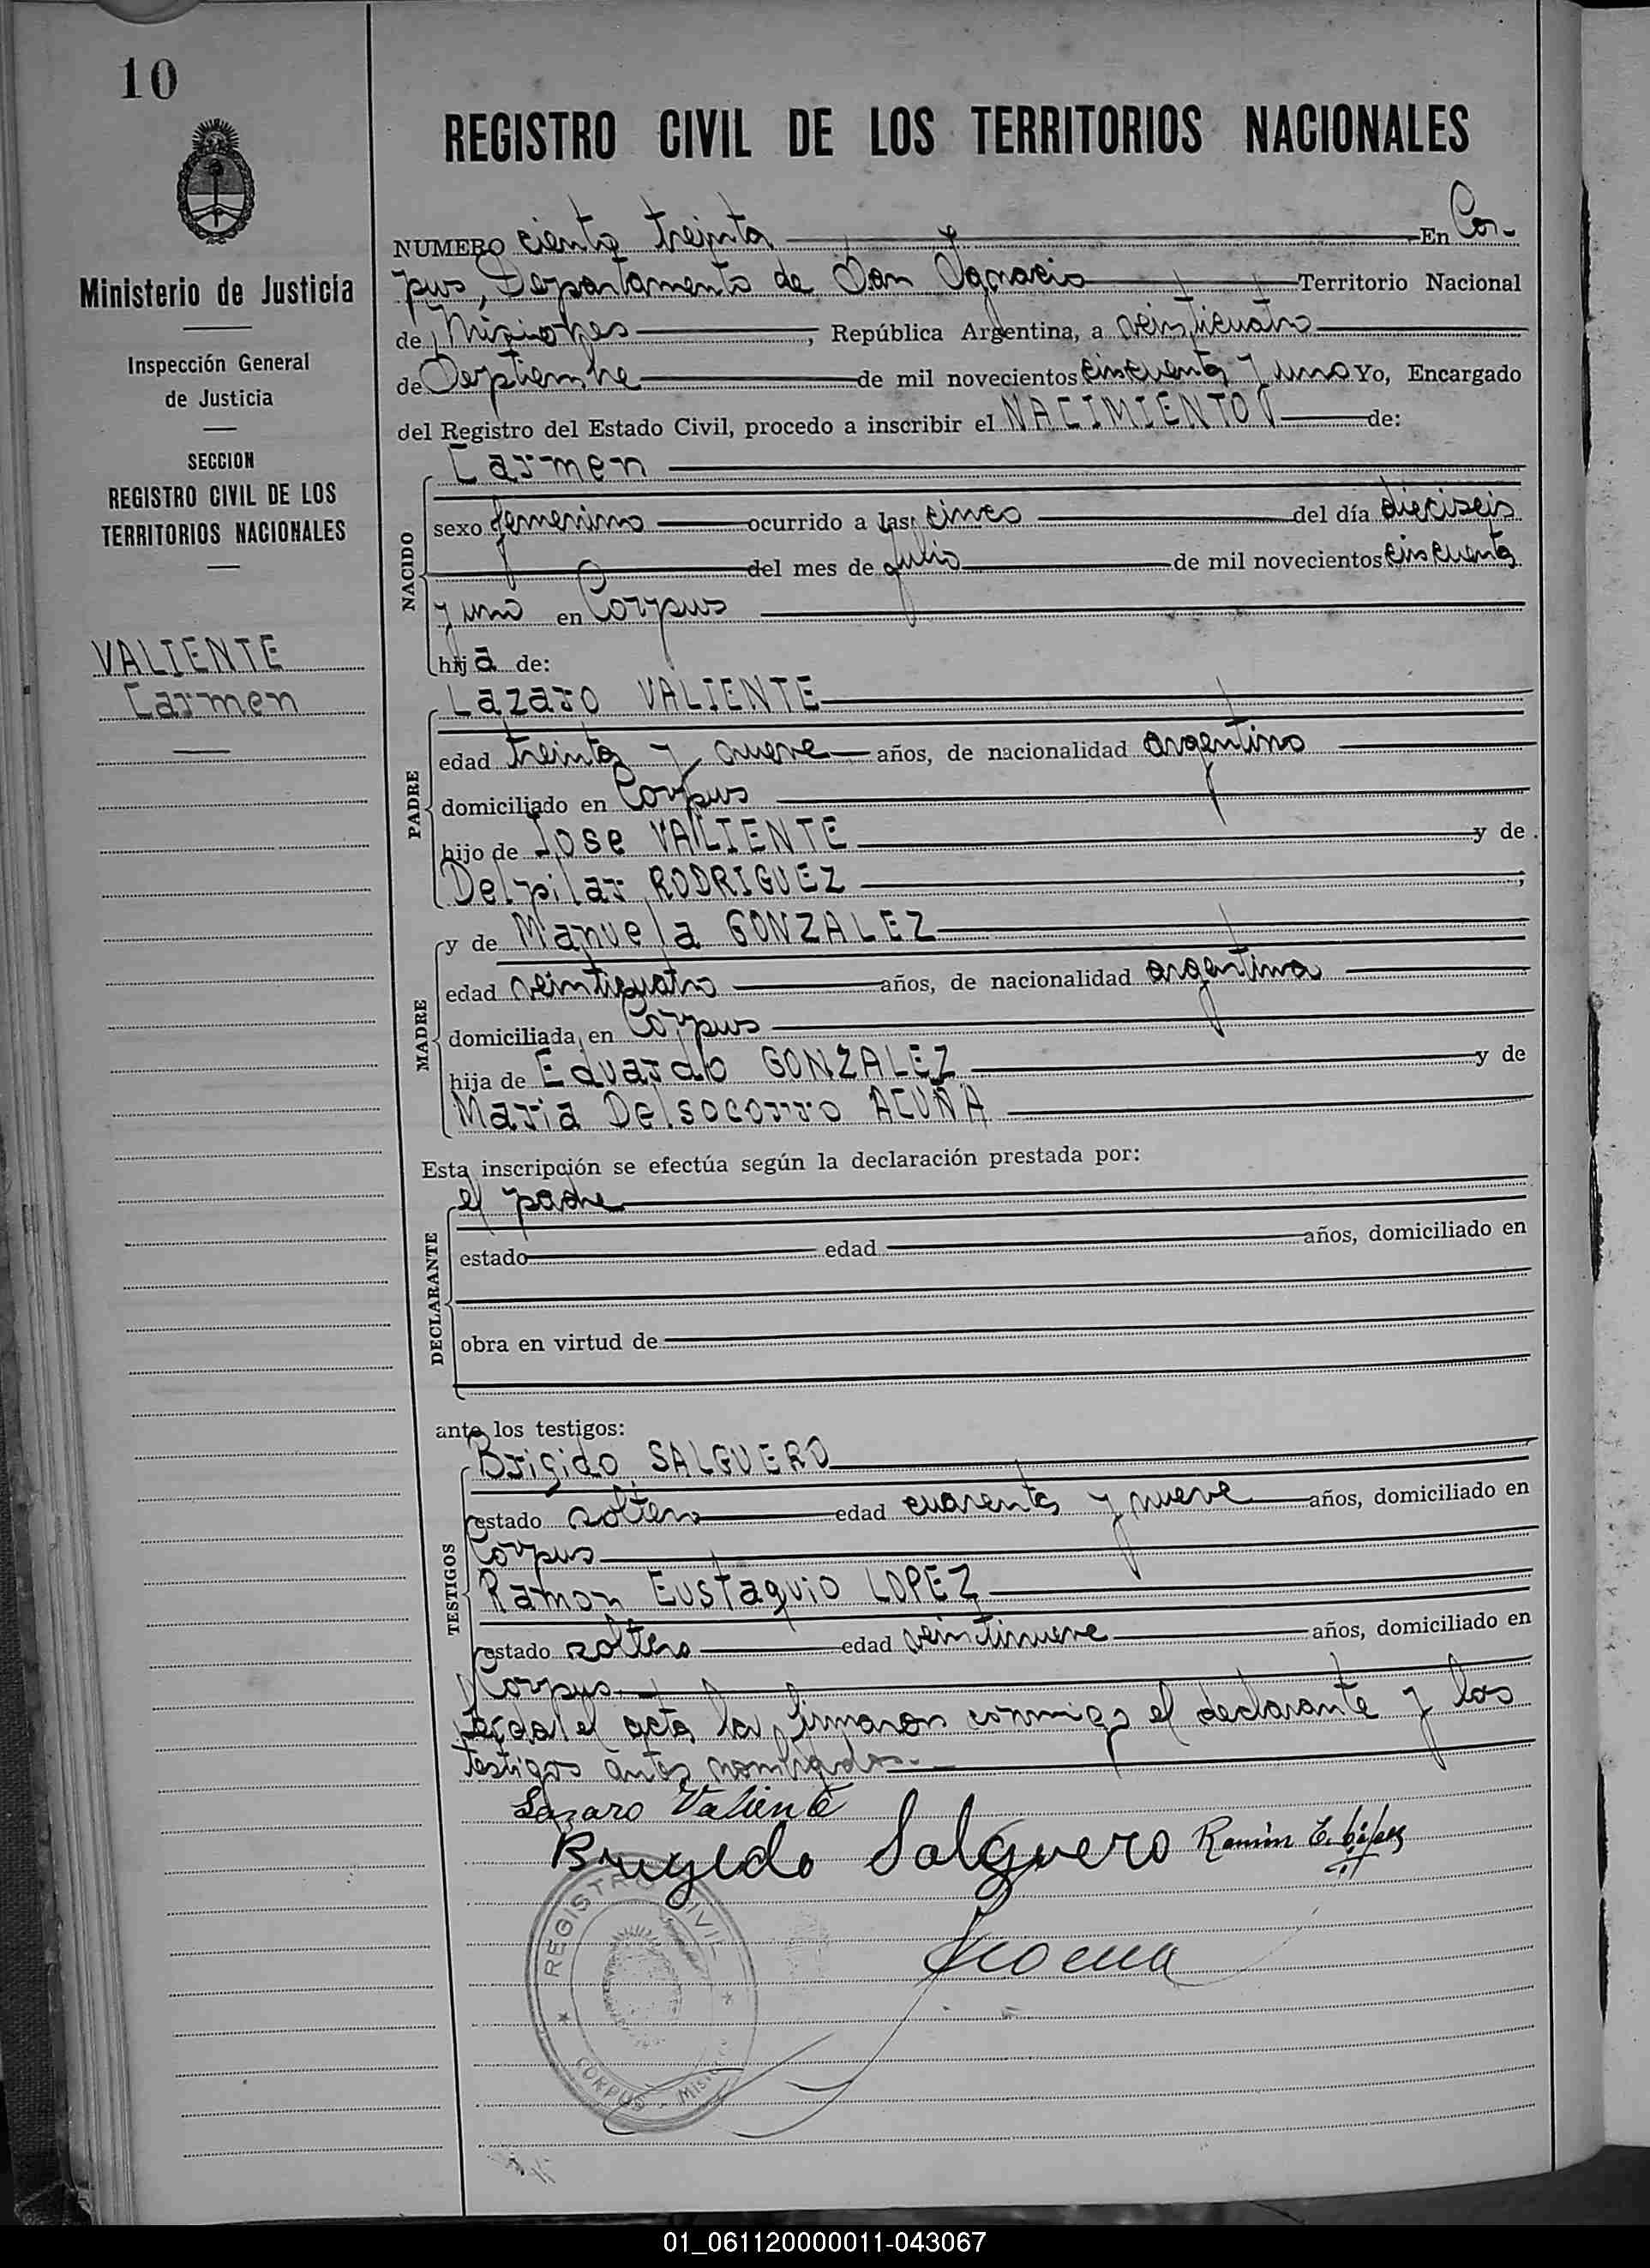 10
Ministerio de Justicia
Inspección General
de Justicia
SECCION
REGISTRO CIVIL DE LOS
TERRITORIOS NACIONALES
VALIENTE
Carmen
REGISTRO CIVIL DE LOS TERRITORIOS NACIONALES
NUMERO ciento treinta En Cor-
pus, Departamento de San Ignacio Territorio Nacional
de Misiones, República Argentina, a veinticuatro
de Septiembre de mil novecientos cincuenta y uno Yo, Encargado
del Registro del Estado Civil, procedo a inscribir el NACIMIENTO de:
NACIDO
Carmen
sexo femenino ocurrido a las cinco del día dieciseis
del mes de julio de mil novecientos cincuenta
y uno en Corpus
hija de:
PADRE
Lazaro VALIENTE
edad treinta y nueve años, de nacionalidad argentino
domiciliado en Corpus
hijo de Jose VALIENTE y de
Delpilar RODRIGUEZ;
MADRE
y de Manuela GONZALEZ
edad veinticuatro años, de nacionalidad argentina
domiciliada en Corpus
hija de Eduardo GONZALEZ y de
Maria Delsocorro ACUÑA
Esta inscripción se efectúa según la declaración prestada por:
DECLARANTE
el padre
estado edad años, domiciliado en
obra en virtud de
ante los testigos:
TESTIGOS
Brigido SALGUERO
estado soltero edad cuarenta y nueve años, domiciliado en
Corpus
Ramon Eustaquio LOPEZ
estado soltero edad veintinueve años, domiciliado en
Corpus.
Leida el acta la firmaron conmigo el declarante y los
testigos antes nombrados.
Lazaro Valiente
Brugido Salguero Ramón E. López
REGISTRO CIVIL
CORPUS
01_061120000011-043067